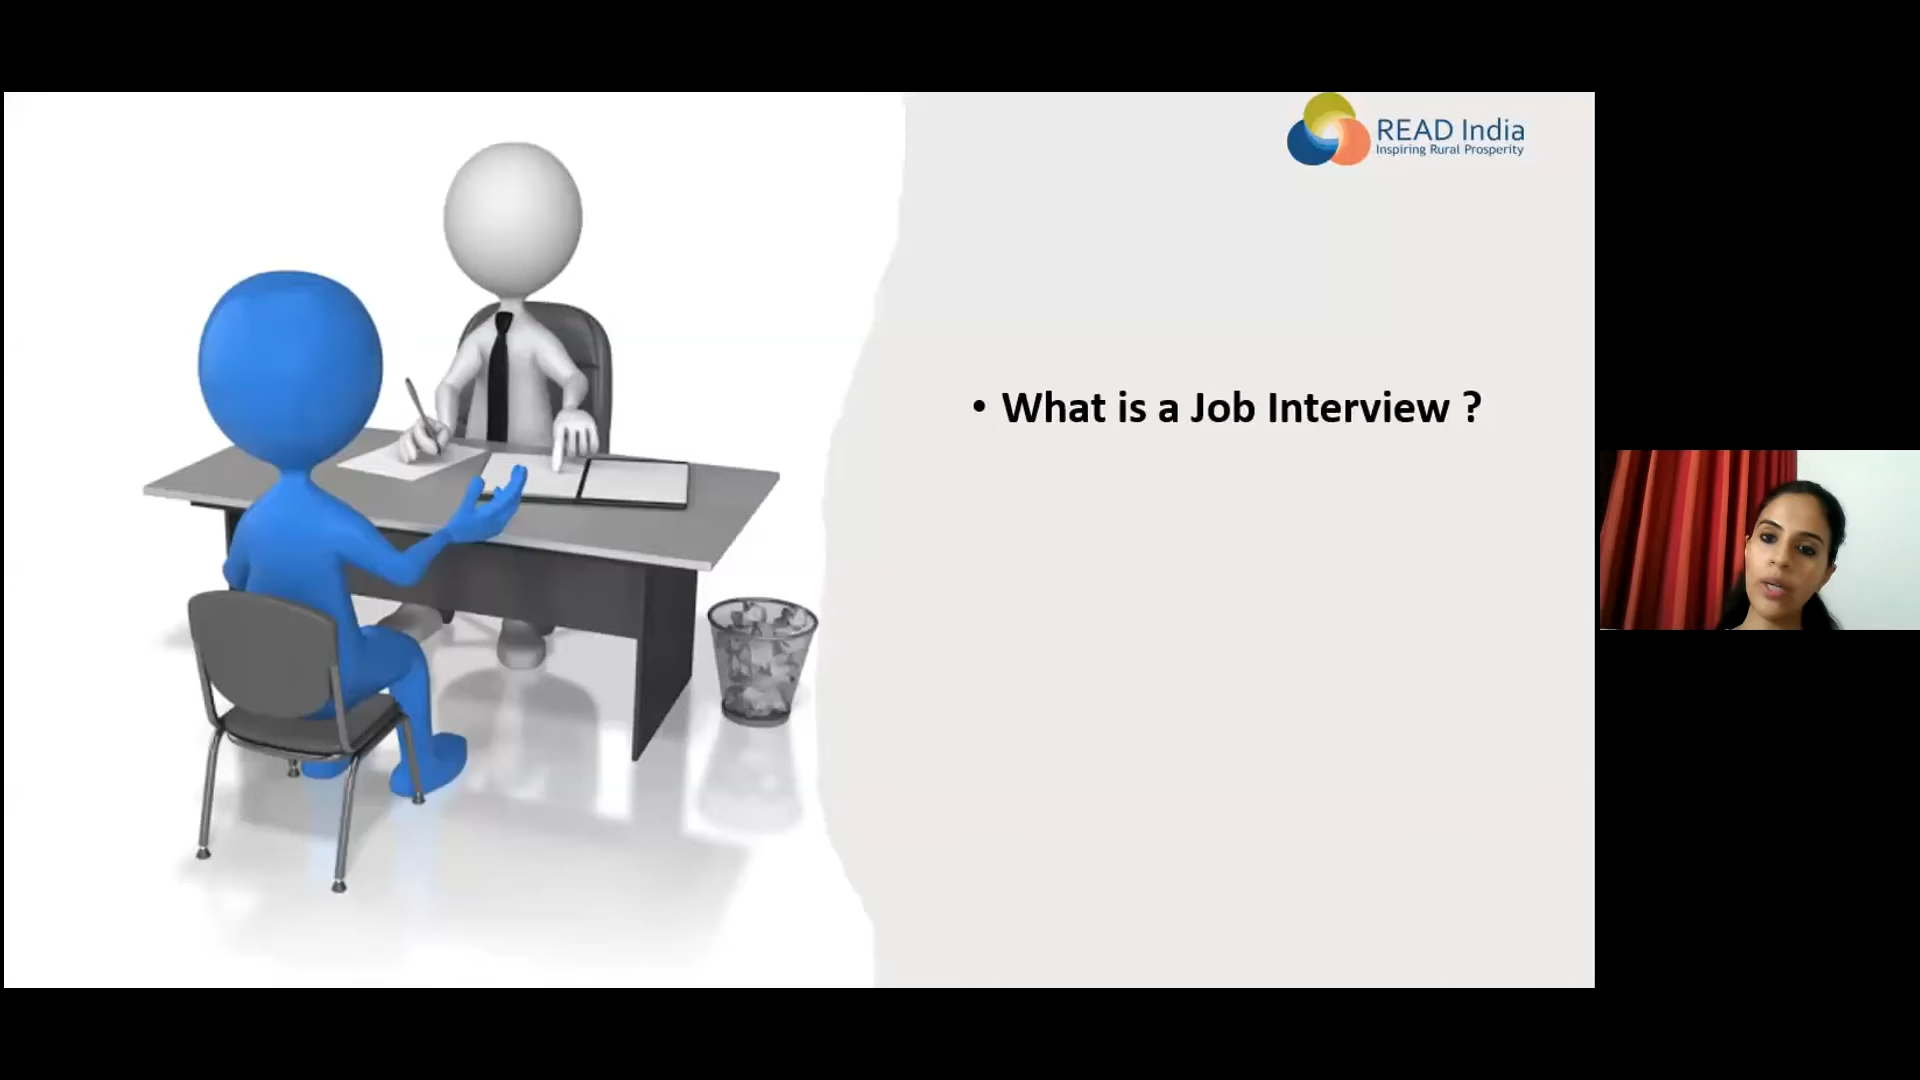 READ India
Inspiring Rural Prosperity
• What is a Job Interview ?